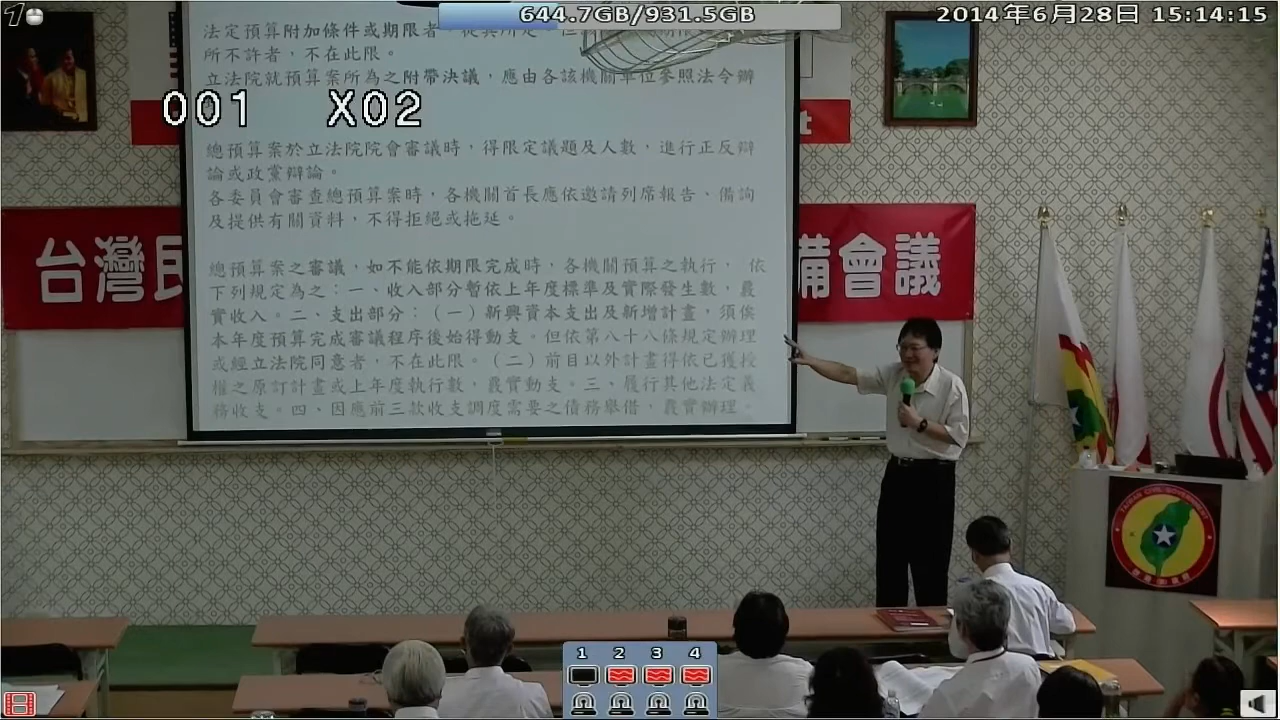 1
644.7GB/931.5GB
2014年6月28日 15:14:15
法定預算附加條件或期限者，從其所定。但
所不許者，不在此限。
立法院就預算案所為之附帶決議，應由各該機關單位參照法令辦
001 X02
t
總預算案於立法院院會審議時，得限定議題及人數，進行正反辯
論或政黨辯論。
各委員會審查總預算案時，各機關首長應依邀請列席報告、備詢
及提供有關資料，不得拒絕或拖延。
台灣民
備會議
總預算案之審議，如不能依期限完成時，各機關預算之執行， 依
下列規定為之：一、收入部分暫依上年度標準及實際發生數，覈
實收入。二、支出部分：（一）新興資本支出及新增計畫，須俟
本年度預算完成審議程序後始得動支。但依第八十八條規定辦理
或經立法院同意者，不在此限。（二）前目以外計畫得依已獲授
權之原訂計畫或上年度執行數，覈實動支。三、履行其他法定義
務收支。四、因應前三款收支調度需要之債務舉借，覈實辦理。
TAIWAN CIVIL GOVERNMENT
1 2 3 4